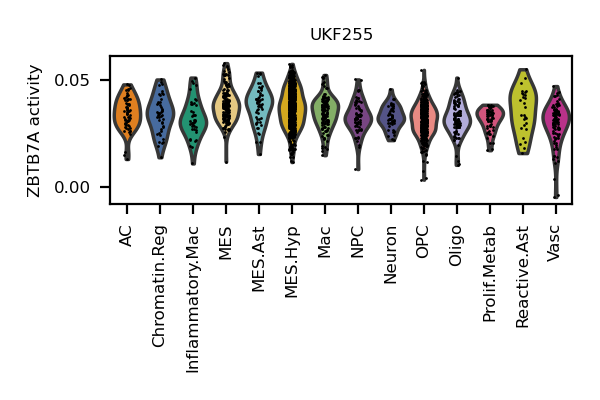 UKF255
ZBTB7A activity
0.05
0.00
AC
Chromatin.Reg
Inflammatory.Mac
MES
MES.Ast
MES.Hyp
Mac
NPC
Neuron
OPC
Oligo
Prolif.Metab
Reactive.Ast
Vasc